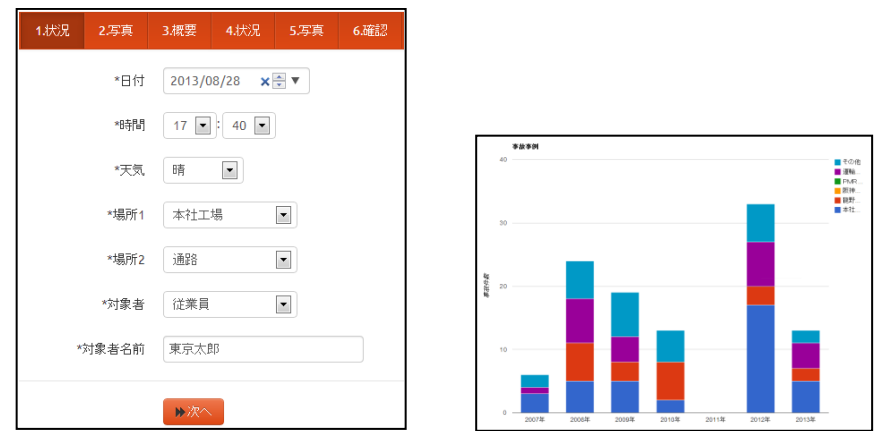 1.状況 2.写真 3.概要 4.状況 5.写真 6.確認
*日付 2013/08/28
*時間 17 : 40
*天気 晴
*場所1 本社工場
*場所2 通路
*対象者 従業員
*対象者名前 東京太郎
次へ
事故事例
40
30
20
10
0
2007年 2008年 2009年 2010年 2011年 2012年 2013年
その他
運輸...
PMR...
阪神...
龍野...
本社...